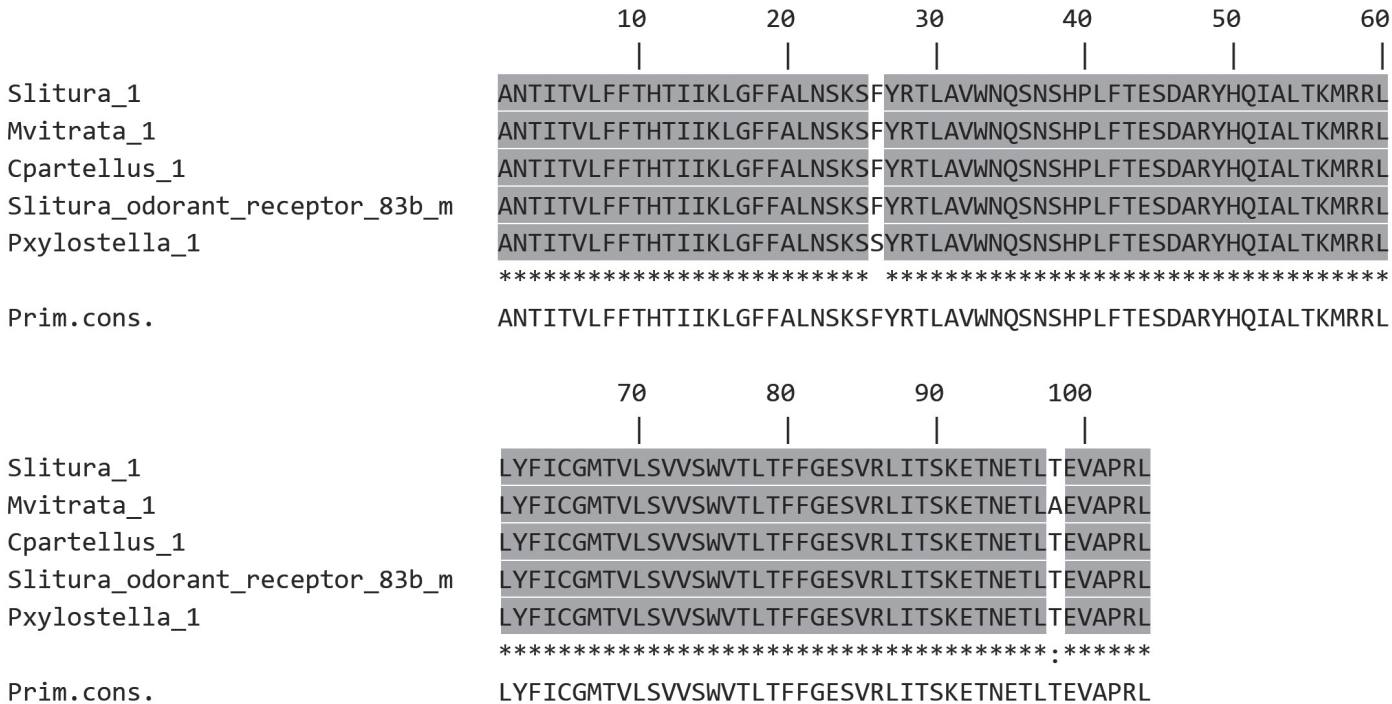 10 20 30 40 50 60
| | | | | |
Slitura_1 ANTITVLFFTHTIIKLGFFALNSKSFYRTLAVWNQSNSHPLFTESDARYHQIALTKMRRL
Mvitrata_1 ANTITVLFFTHTIIKLGFFALNSKSFYRTLAVWNQSNSHPLFTESDARYHQIALTKMRRL
Cpartellus_1 ANTITVLFFTHTIIKLGFFALNSKSFYRTLAVWNQSNSHPLFTESDARYHQIALTKMRRL
Slitura_odorant_receptor_83b_m ANTITVLFFTHTIIKLGFFALNSKSFYRTLAVWNQSNSHPLFTESDARYHQIALTKMRRL
Pxylostella_1 ANTITVLFFTHTIIKLGFFALNSKSSYRTLAVWNQSNSHPLFTESDARYHQIALTKMRRL
************************* **********************************
Prim.cons. ANTITVLFFTHTIIKLGFFALNSKSFYRTLAVWNQSNSHPLFTESDARYHQIALTKMRRL
70 80 90 100
| | | |
Slitura_1 LYFICGMTVLSVVSWVTLTFFGESVRLITSKETNETLTEVAPRL
Mvitrata_1 LYFICGMTVLSVVSWVTLTFFGESVRLITSKETNETLAEVAPRL
Cpartellus_1 LYFICGMTVLSVVSWVTLTFFGESVRLITSKETNETLTEVAPRL
Slitura_odorant_receptor_83b_m LYFICGMTVLSVVSWVTLTFFGESVRLITSKETNETLTEVAPRL
Pxylostella_1 LYFICGMTVLSVVSWVTLTFFGESVRLITSKETNETLTEVAPRL
*************************************:******
Prim.cons. LYFICGMTVLSVVSWVTLTFFGESVRLITSKETNETLTEVAPRL